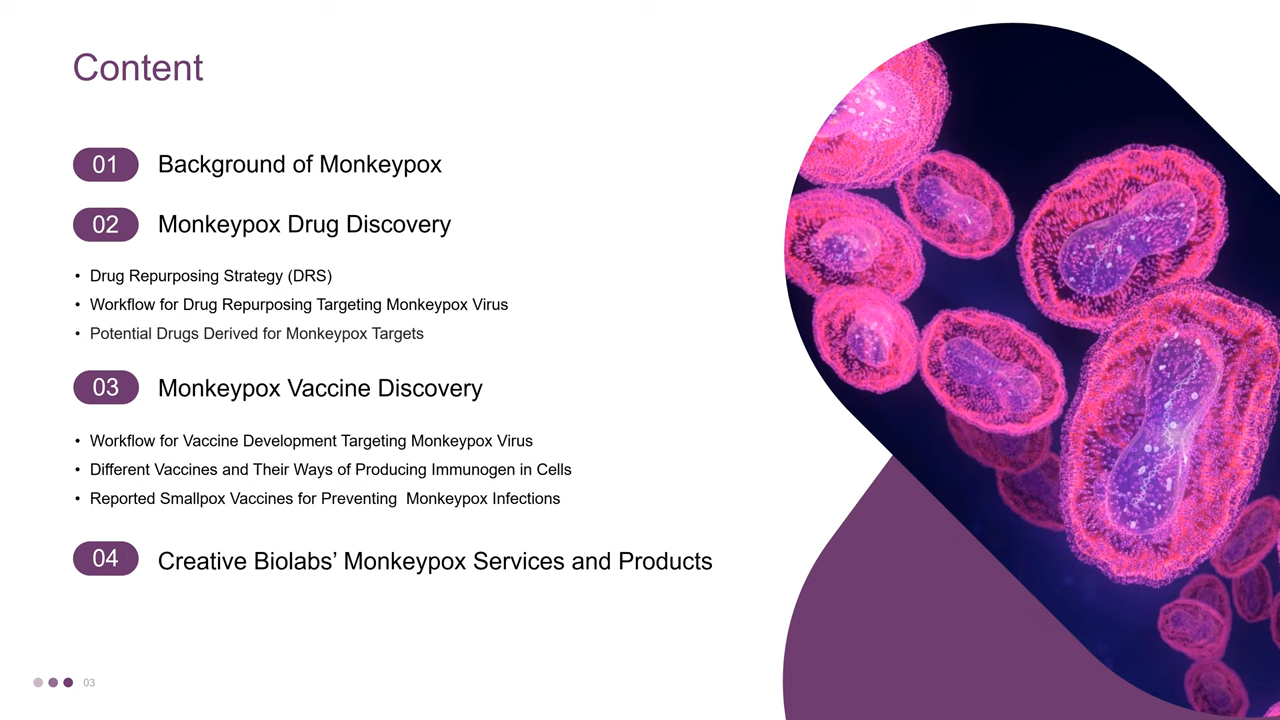 Content
01 Background of Monkeypox
02 Monkeypox Drug Discovery
• Drug Repurposing Strategy (DRS)
• Workflow for Drug Repurposing Targeting Monkeypox Virus
• Potential Drugs Derived for Monkeypox Targets
03 Monkeypox Vaccine Discovery
• Workflow for Vaccine Development Targeting Monkeypox Virus
• Different Vaccines and Their Ways of Producing Immunogen in Cells
• Reported Smallpox Vaccines for Preventing  Monkeypox Infections
04 Creative Biolabs’ Monkeypox Services and Products
03